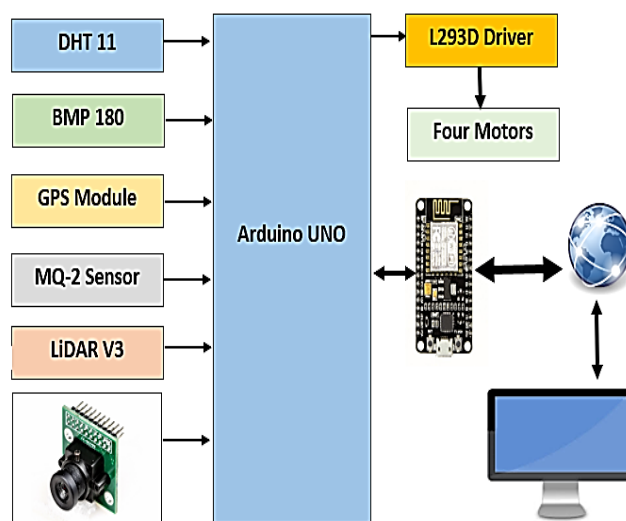 DHT 11
BMP 180
GPS Module
MQ-2 Sensor
LiDAR V3
Arduino UNO
L293D Driver
Four Motors